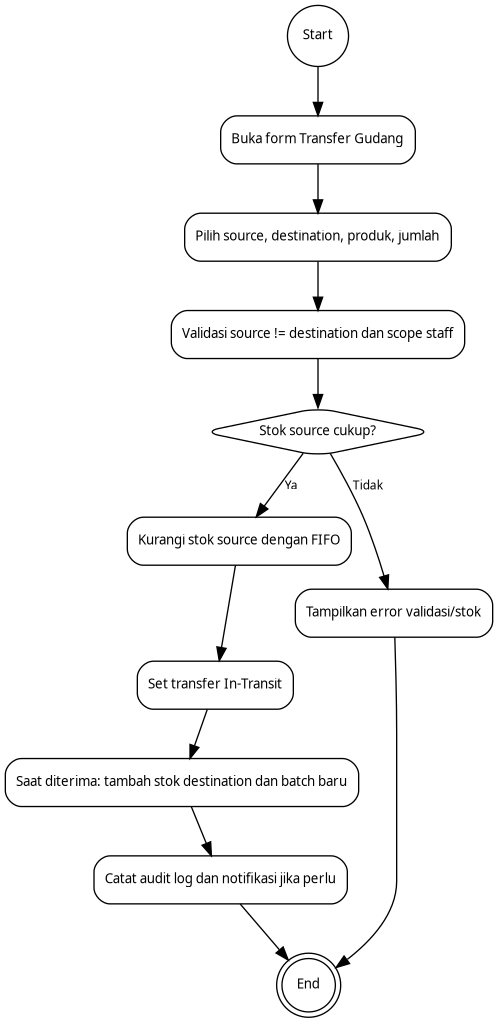 Start
Buka form Transfer Gudang
Pilih source, destination, produk, jumlah
Validasi source != destination dan scope staff
Stok source cukup?
Ya
Tidak
Kurangi stok source dengan FIFO
Tampilkan error validasi/stok
Set transfer In-Transit
Saat diterima: tambah stok destination dan batch baru
Catat audit log dan notifikasi jika perlu
End